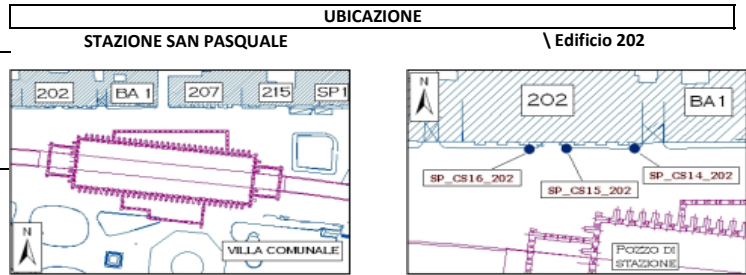 UBICAZIONE
STAZIONE SAN PASQUALE
\ Edificio 202
202 BA 1 207 215 SP1
VILLA COMUNALE
N
N
202 BA1
SP_CS16_202 SP_CS15_202 SP_CS14_202
POZZO DI
STAZIONE